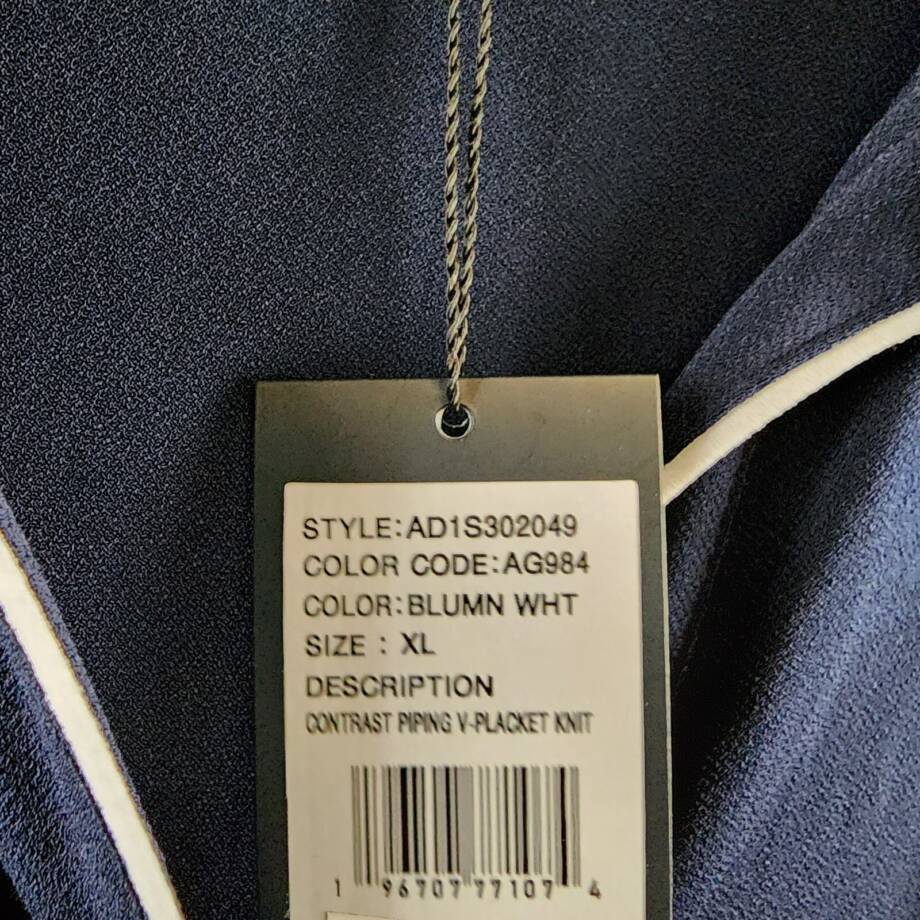 STYLE:AD1S302049
COLOR CODE:AG984
COLOR:BLUMN WHT
SIZE : XL
DESCRIPTION
CONTRAST PIPING V-PLACKET KNIT
1 96707 77107 4